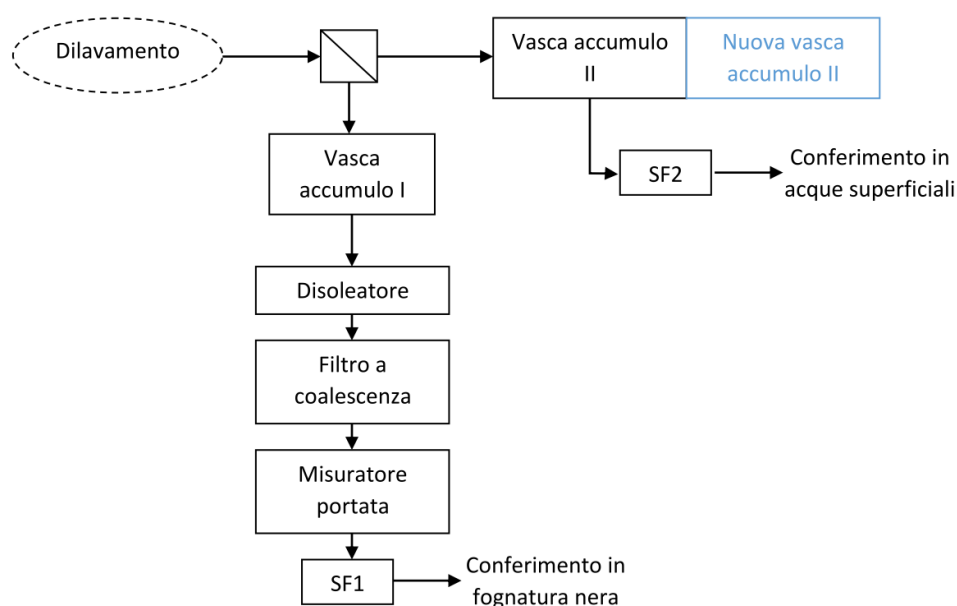 Dilavamento
Vasca accumulo
II
Nuova vasca
accumulo II
Vasca
accumulo I
SF2
Conferimento in
acque superficiali
Disoleatore
Filtro a
coalescenza
Misuratore
portata
SF1
Conferimento in
fognatura nera